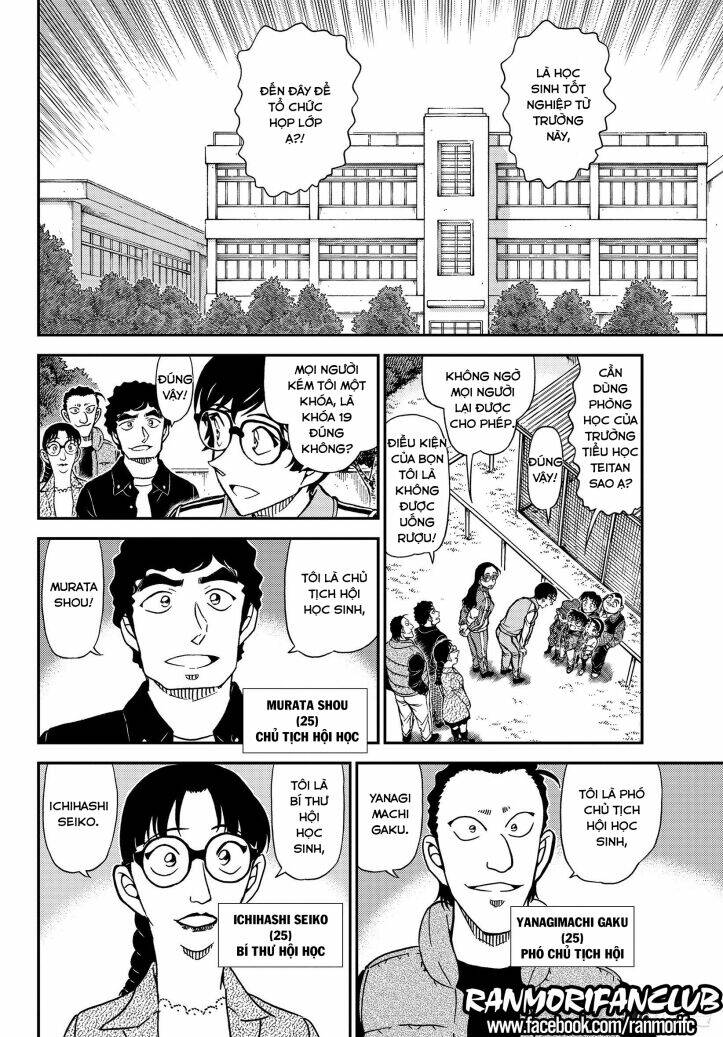 LÀ HỌC
SINH TỐT
NGHIỆP TỪ
TRƯỜNG
NÀY,
ĐẾN ĐÂY ĐỂ
TỔ CHỨC
HỌP LỚP
Ạ?!
CẦN
DÙNG
PHÒNG
HỌC CỦA
TRƯỜNG
TIỂU HỌC
TEITAN
SAO Ạ?
ĐÚNG
VẬY!
KHÔNG NGỜ
MỌI NGƯỜI
LẠI ĐƯỢC
CHO PHÉP.
ĐIỀU KIỆN
CỦA BỌN
TÔI LÀ
KHÔNG
ĐƯỢC
UỐNG
RƯỢU!
MỌI NGƯỜI
KÉM TÔI MỘT
KHÓA, LÀ
KHÓA 19
ĐÚNG
KHÔNG?
ĐÚNG
VẬY!
TÔI LÀ CHỦ
TỊCH HỘI
HỌC SINH,
MURATA
SHOU!
MURATA SHOU
(25)
CHỦ TỊCH HỘI HỌC
TÔI LÀ PHÓ
CHỦ TỊCH
HỘI HỌC
SINH,
YANAGI
MACHI
GAKU.
YANAGIMACHI GAKU
(25)
PHÓ CHỦ TỊCH HỘI
TÔI LÀ
BÍ THƯ
HỘI
HỌC
SINH,
ICHIHASHI
SEIKO.
ICHIHASHI SEIKO
(25)
BÍ THƯ HỘI HỌC
RANMORIFANCLUB
www.facebook.com/ranmorifc